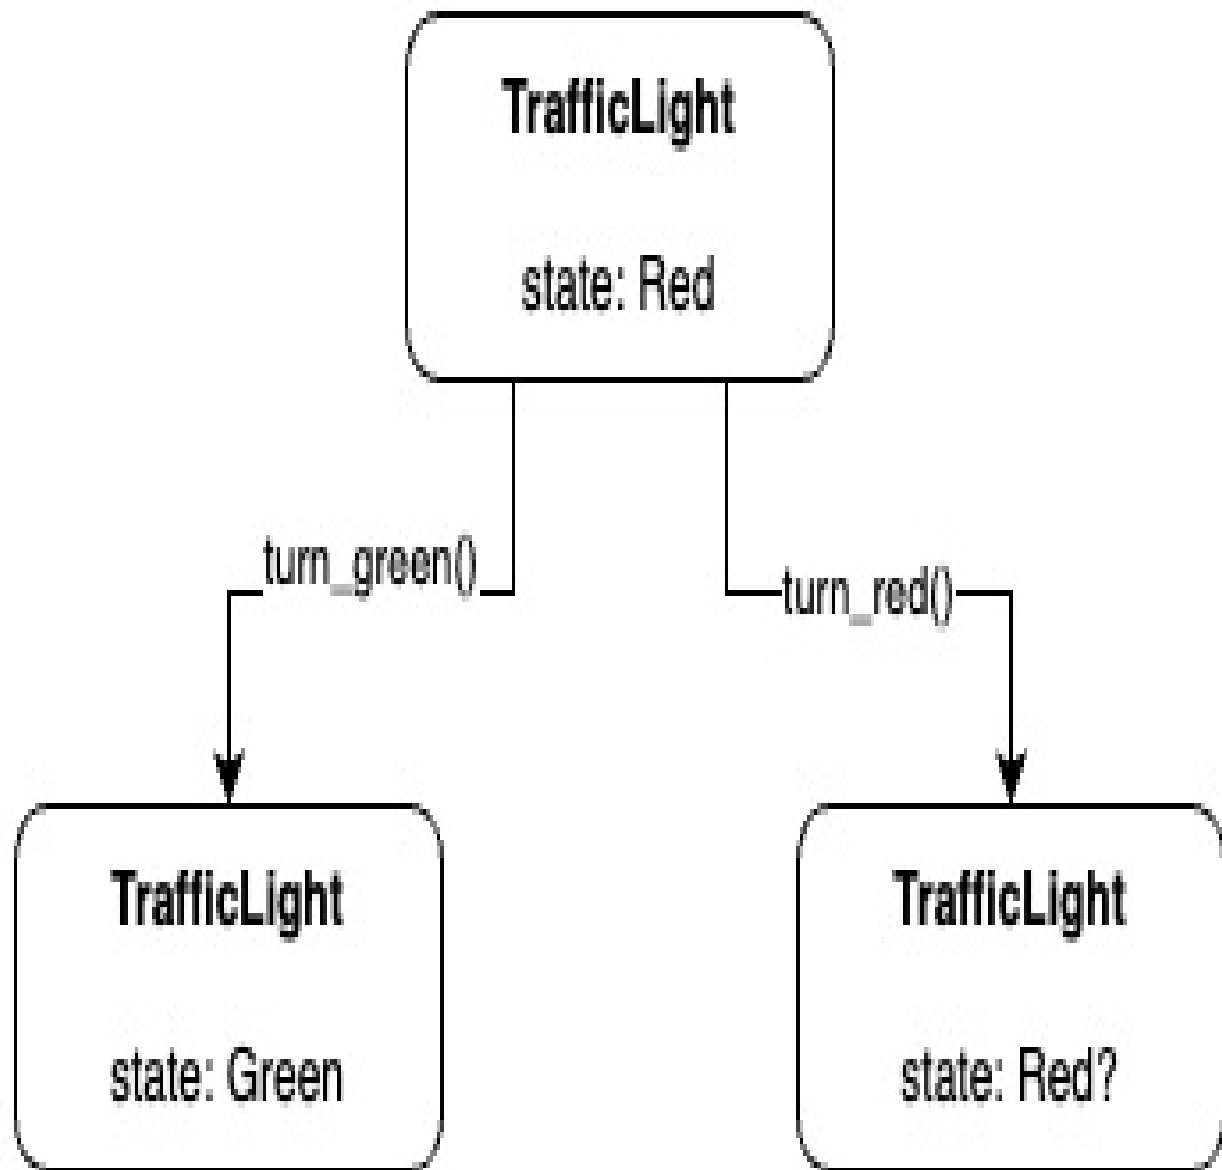 TrafficLight
state: Red
turn_green()
turn_red()
TrafficLight
state: Green
TrafficLight
state: Red?